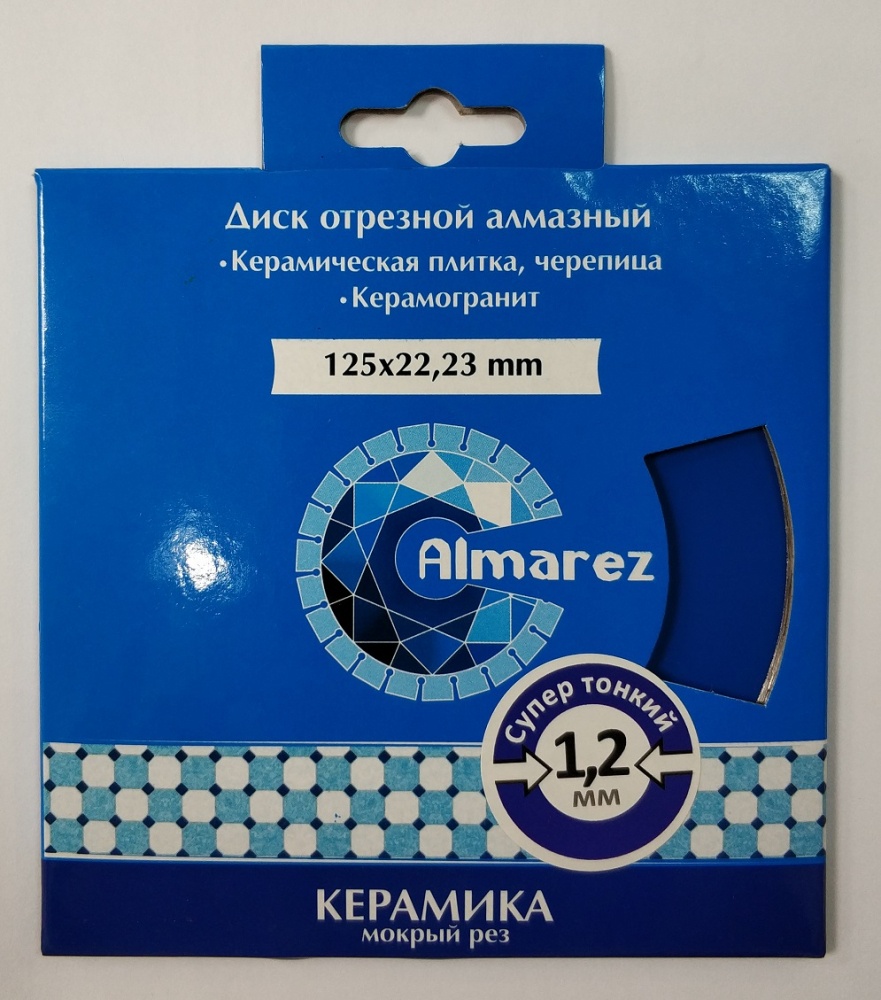 Диск отрезной алмазный
•Керамическая плитка, черепица
•Керамогранит
125x22,23 mm
Almarez
Супер тонкий
1,2
мм
КЕРАМИКА
мокрый рез